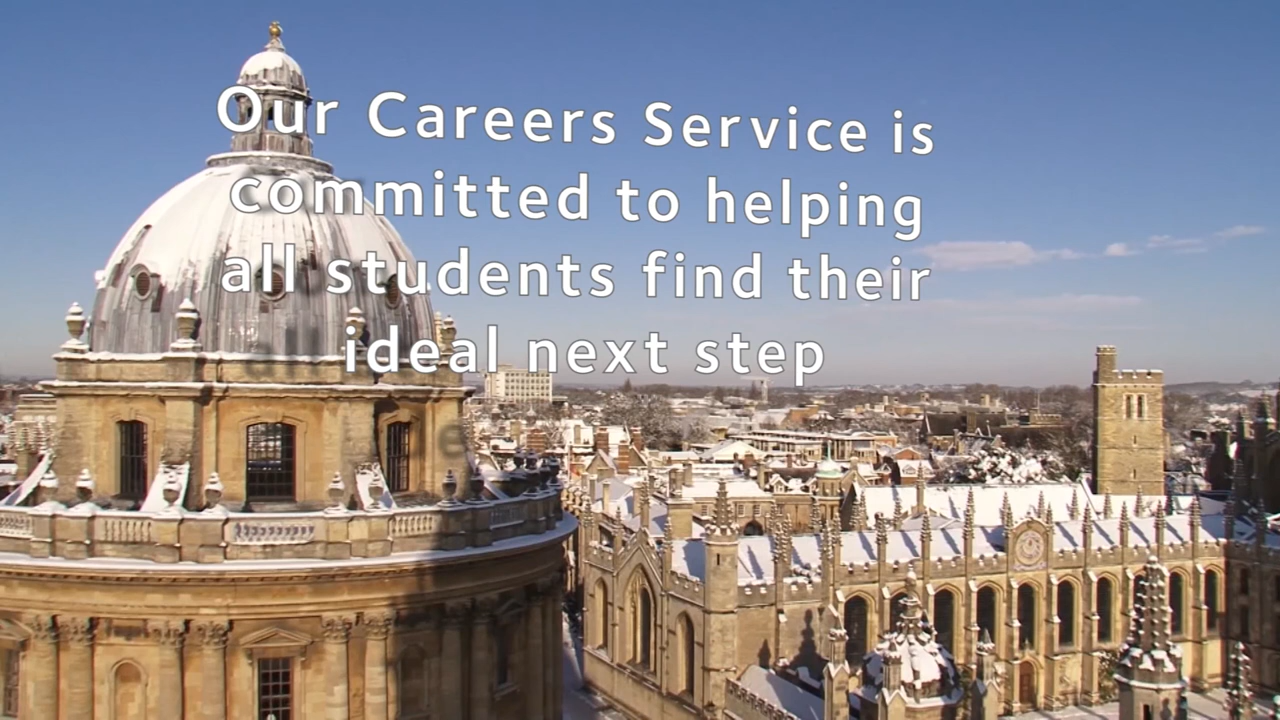 Our Careers Service is
committed to helping
all students find their
ideal next step